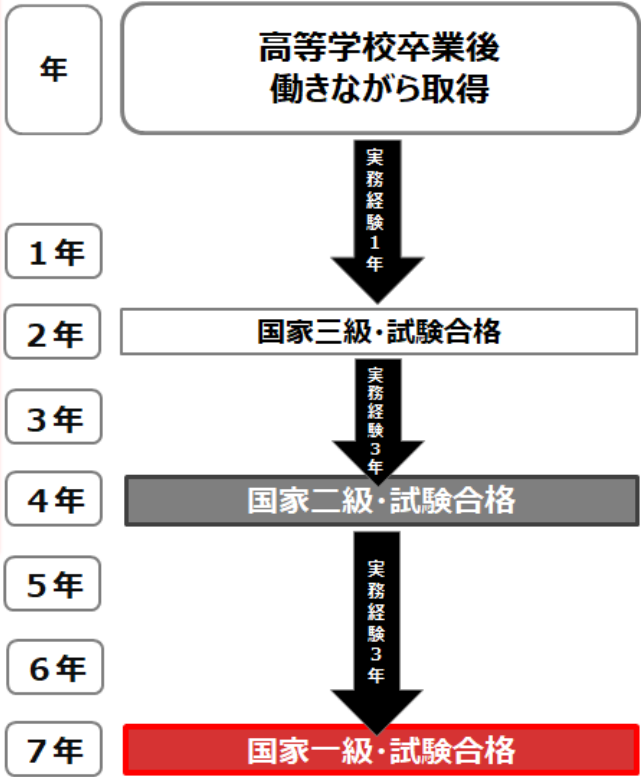 年
高等学校卒業後
働きながら取得
実務経験1年
1年
2年
国家三級・試験合格
実務経験3年
3年
4年
国家二級・試験合格
実務経験3年
5年
6年
7年
国家一級・試験合格